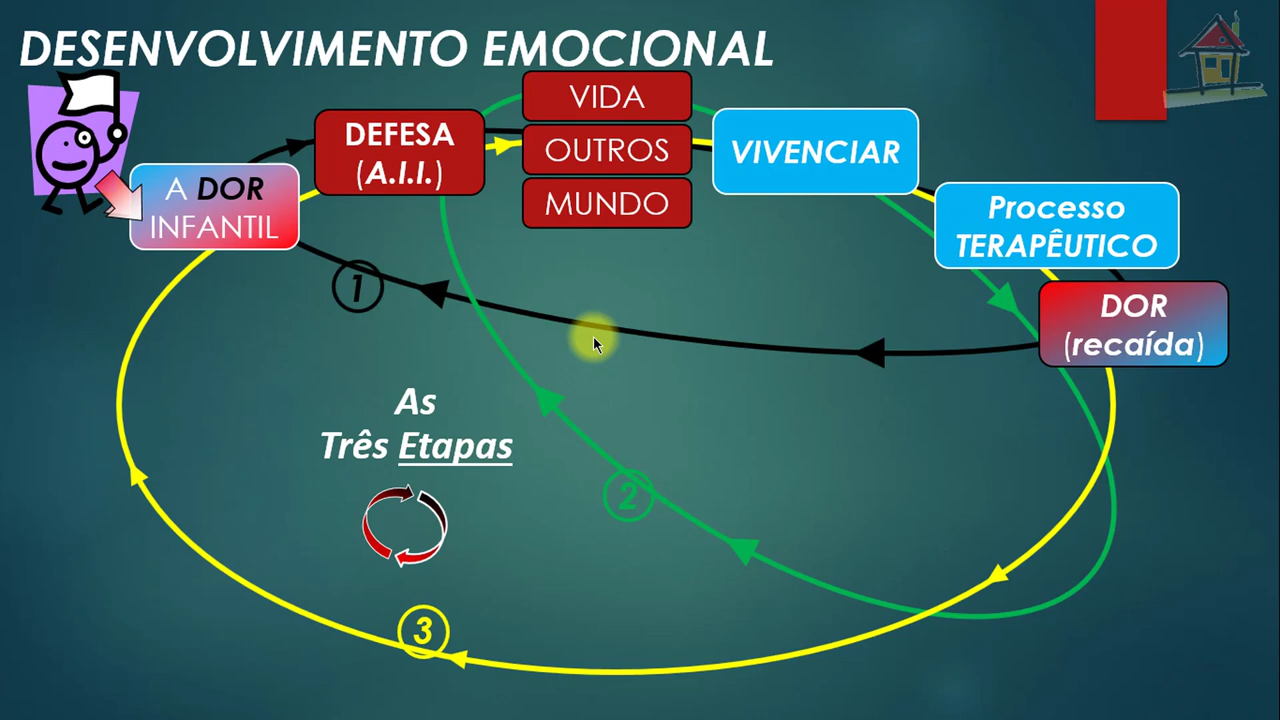 DESENVOLVIMENTO EMOCIONAL
VIDA
DEFESA
(A.I.I.)
OUTROS
VIVENCIAR
MUNDO
A DOR
INFANTIL
Processo
TERAPÊUTICO
1
DOR
(recaída)
As
Três Etapas
2
3